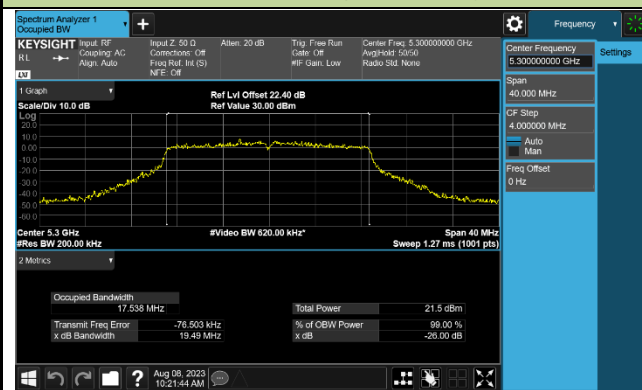 Spectrum Analyzer 1
Occupied BW
+
Frequency
KEYSIGHT
RL
LXI
Input: RF
Coupling: AC
Align: Auto
Input Z: 50 Ω
Corrections: Off
Freq Ref: Int (S)
NFE: Off
Atten: 20 dB
Trig: Free Run
Gate: Off
#IF Gain: Low
Center Freq: 5.300000000 GHz
Avg|Hold: 50/50
Radio Std: None
Center Frequency
5.300000000 GHz
Settings
Span
40.000 MHz
CF Step
4.000000 MHz
Auto
Man
Freq Offset
0 Hz
1 Graph
Scale/Div 10.0 dB
Ref Lvl Offset 22.40 dB
Ref Value 30.00 dBm
Log
20.0
10.0
0.00
-10.0
-20.0
-30.0
-40.0
-50.0
-60.0
Center 5.3 GHz
#Res BW 200.00 kHz
#Video BW 620.00 kHz*
Span 40 MHz
Sweep 1.27 ms (1001 pts)
2 Metrics
Occupied Bandwidth
17.538 MHz
Total Power 21.5 dBm
Transmit Freq Error -76.503 kHz
% of OBW Power 99.00 %
x dB Bandwidth 19.49 MHz
x dB -26.00 dB
?
Aug 08, 2023
10:21:44 AM